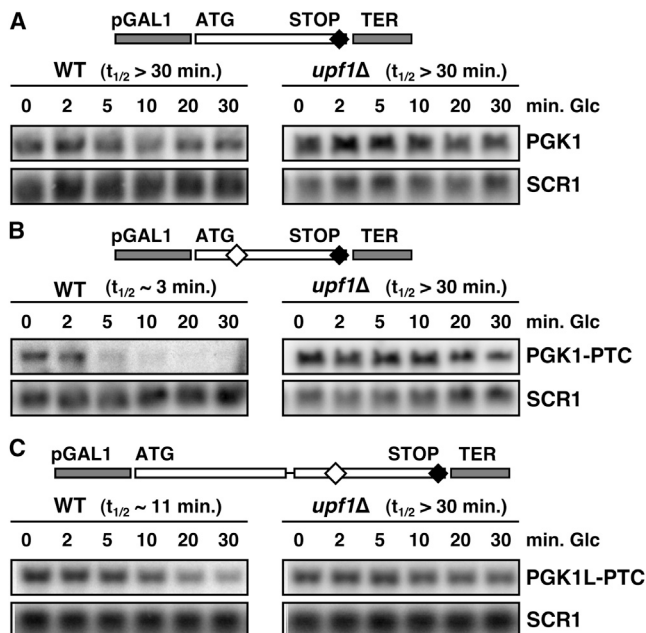 A
pGAL1 ATG STOP TER
WT (t1/2 > 30 min.) upf1Δ (t1/2 > 30 min.)
0 2 5 10 20 30 0 2 5 10 20 30 min. Glc
PGK1
SCR1
B
pGAL1 ATG STOP TER
WT (t1/2 ~ 3 min.) upf1Δ (t1/2 > 30 min.)
0 2 5 10 20 30 0 2 5 10 20 30 min. Glc
PGK1-PTC
SCR1
C
pGAL1 ATG STOP TER
WT (t1/2 ~ 11 min.) upf1Δ (t1/2 > 30 min.)
0 2 5 10 20 30 0 2 5 10 20 30 min. Glc
PGK1L-PTC
SCR1